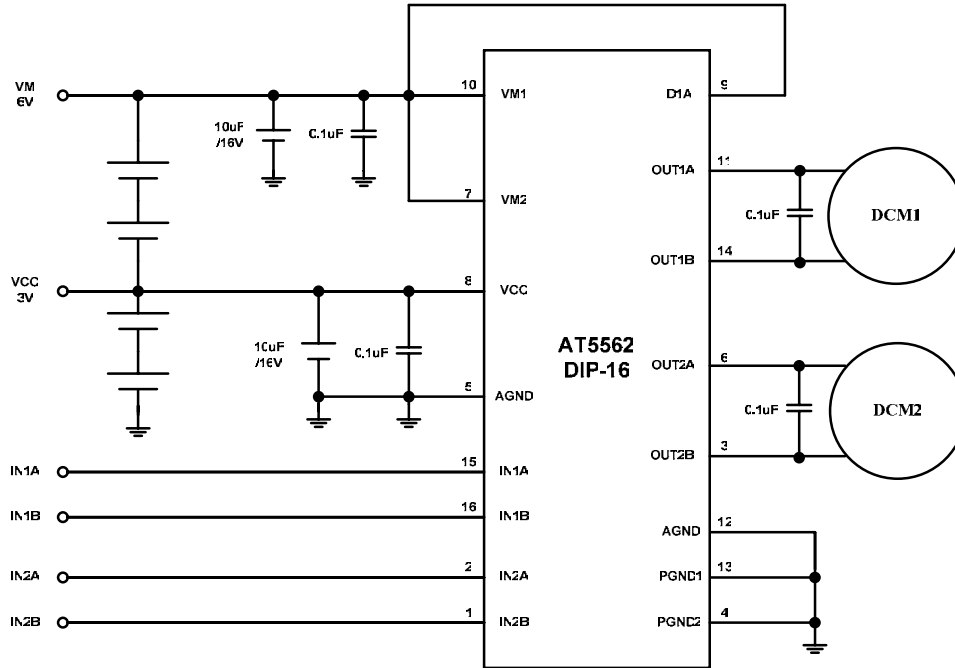 VM
6V
10uF
/16V
0.1uF
10
VM1
7
VM2
D1A
9
OUT1A
11
0.1uF
DCM1
OUT1B
14
VCC
3V
8
VCC
10uF
/16V
0.1uF
5
AGND
AT5562
DIP-16
OUT2A
6
0.1uF
DCM2
OUT2B
3
IN1A
15
IN1A
IN1B
16
IN1B
IN2A
2
IN2A
IN2B
1
IN2B
AGND
12
PGND1
13
PGND2
4